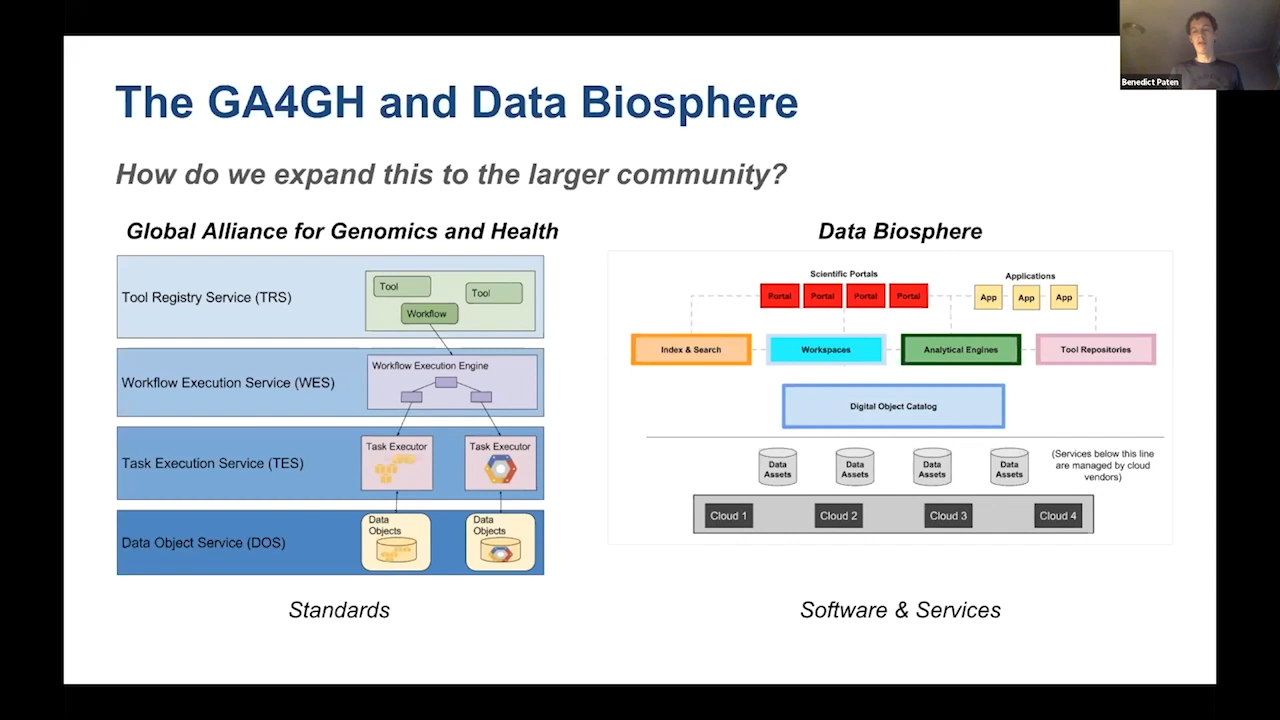 Benedict Paten
The GA4GH and Data Biosphere
How do we expand this to the larger community?
Global Alliance for Genomics and Health
Tool Registry Service (TRS)
Tool
Tool
Workflow
Workflow Execution Service (WES)
Workflow Execution Engine
Task Execution Service (TES)
Task Executor
Task Executor
Data Object Service (DOS)
Data
Objects
Data
Objects
Standards
Data Biosphere
Scientific Portals
Applications
Portal
Portal
Portal
Portal
App
App
App
Index & Search
Workspaces
Analytical Engines
Tool Repositories
Digital Object Catalog
Data
Assets
Data
Assets
Data
Assets
Data
Assets
(Services below this line
are managed by cloud
vendors)
Cloud 1
Cloud 2
Cloud 3
Cloud 4
Software & Services